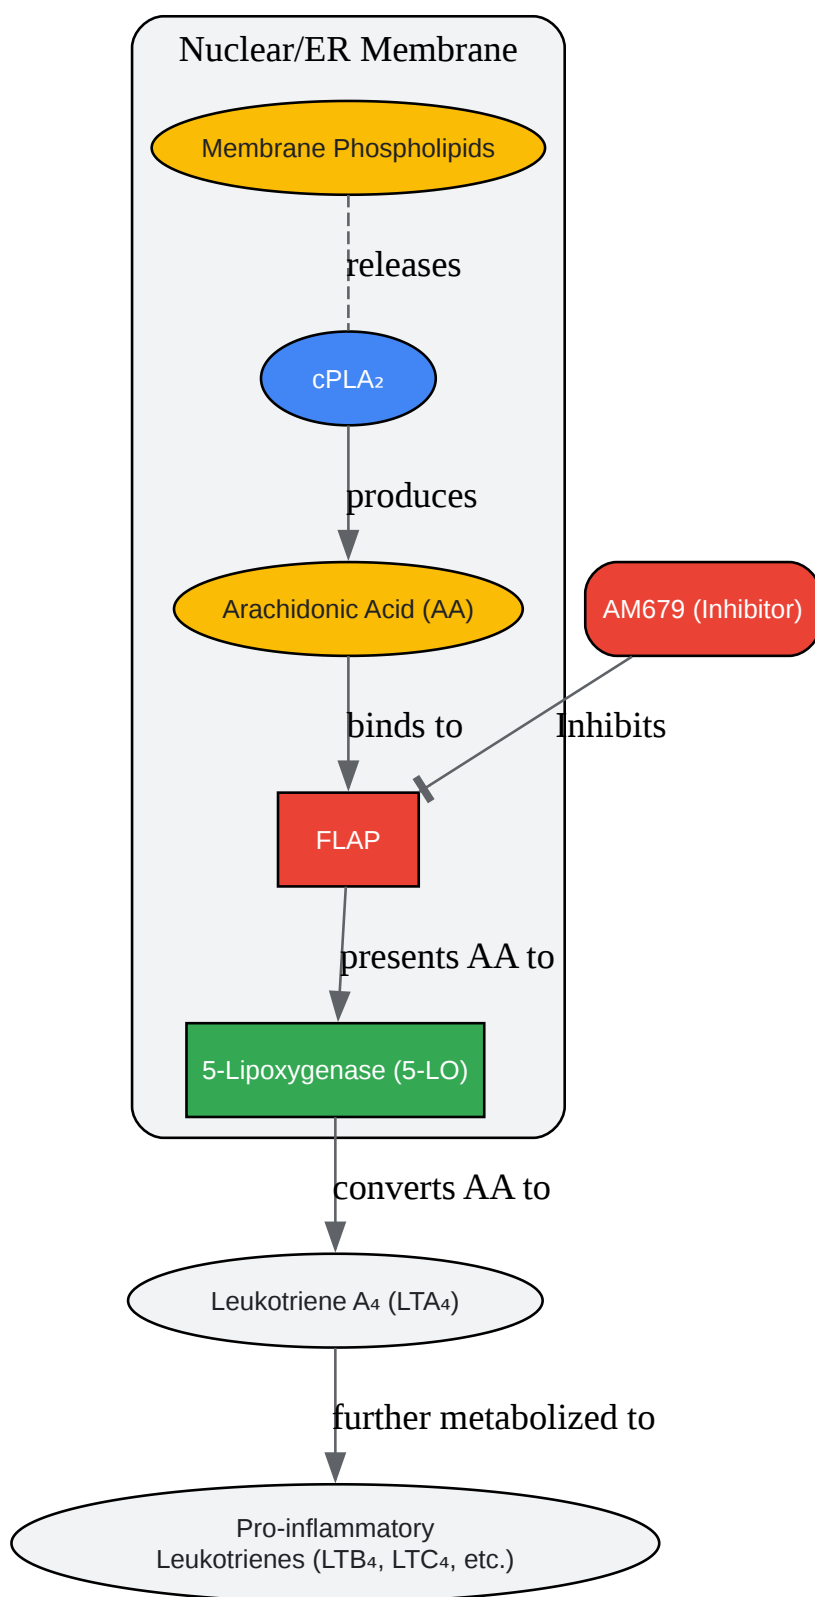 Nuclear/ER Membrane
Membrane Phospholipids
releases
cPLA₂
produces
Arachidonic Acid (AA)
AM679 (Inhibitor)
binds to
Inhibits
FLAP
presents AA to
5-Lipoxygenase (5-LO)
converts AA to
Leukotriene A₄ (LTA₄)
further metabolized to
Pro-inflammatory
Leukotrienes (LTB₄, LTC₄, etc.)